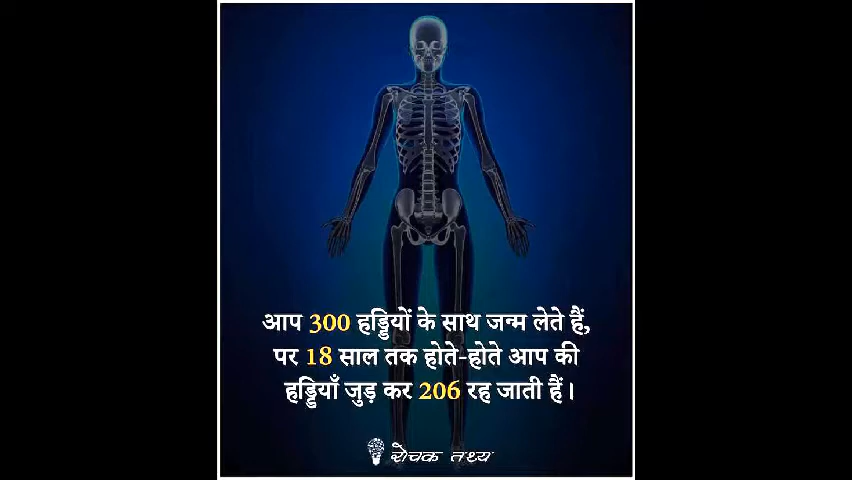 आप 300 हड्डियों के साथ जन्म लेते हैं,
पर 18 साल तक होते-होते आप की
हड्डियाँ जुड़ कर 206 रह जाती हैं।
रोचक तथ्य